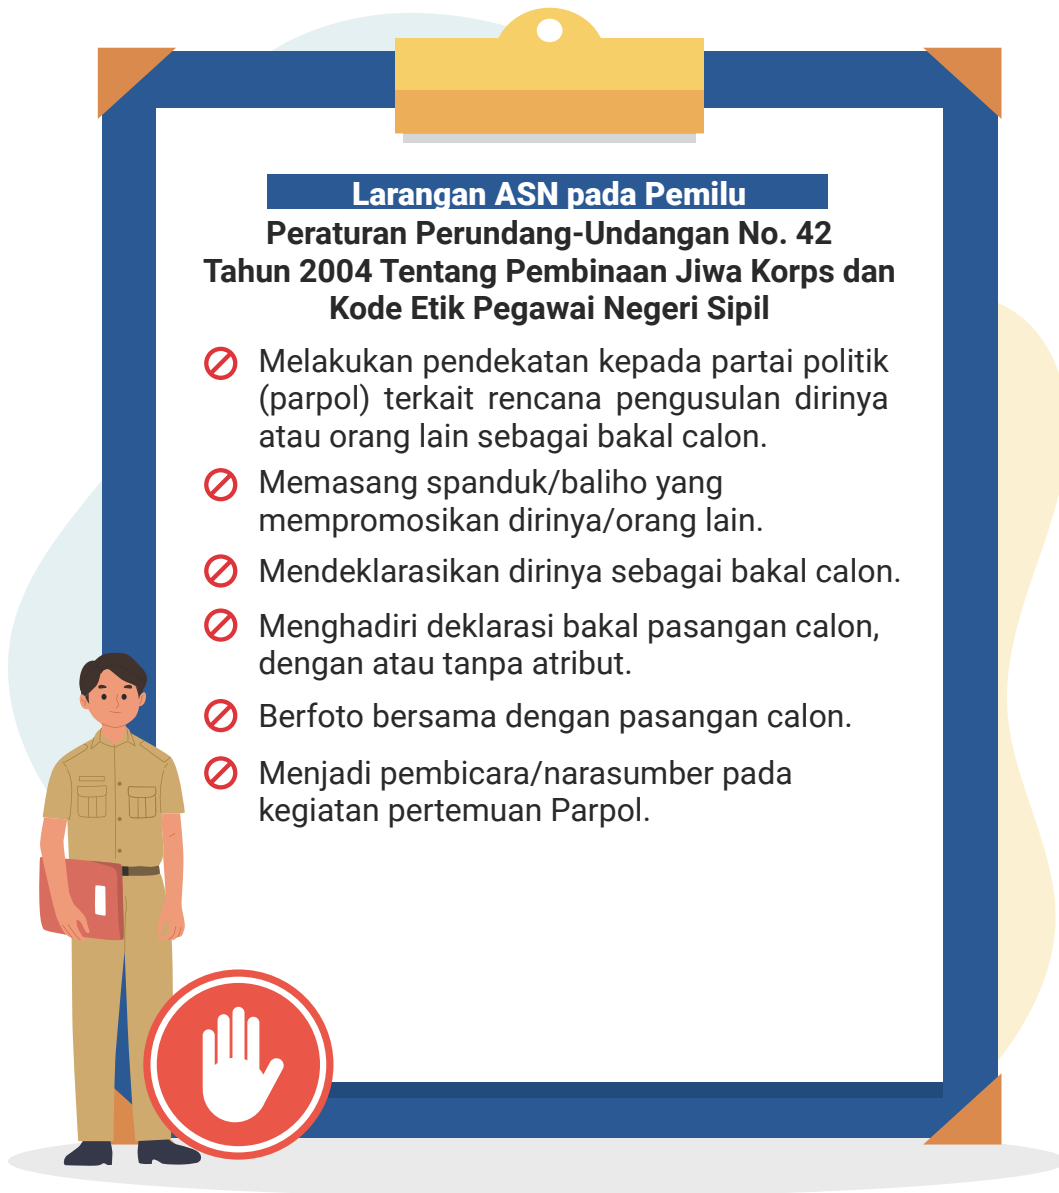 Larangan ASN pada Pemilu
Peraturan Perundang-Undangan No. 42
Tahun 2004 Tentang Pembinaan Jiwa Korps dan
Kode Etik Pegawai Negeri Sipil
Melakukan pendekatan kepada partai politik
(parpol) terkait rencana pengusulan dirinya
atau orang lain sebagai bakal calon.
Memasang spanduk/baliho yang
mempromosikan dirinya/orang lain.
Mendeklarasikan dirinya sebagai bakal calon.
Menghadiri deklarasi bakal pasangan calon,
dengan atau tanpa atribut.
Berfoto bersama dengan pasangan calon.
Menjadi pembicara/narasumber pada
kegiatan pertemuan Parpol.